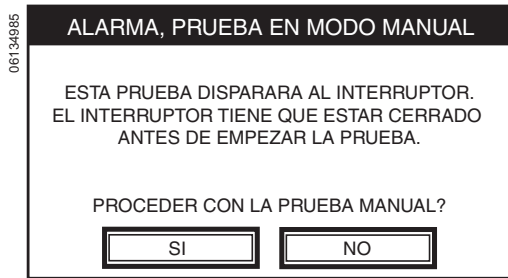 06134985
ALARMA, PRUEBA EN MODO MANUAL
ESTA PRUEBA DISPARARA AL INTERRUPTOR.
EL INTERRUPTOR TIENE QUE ESTAR CERRADO
ANTES DE EMPEZAR LA PRUEBA.
PROCEDER CON LA PRUEBA MANUAL?
SI
NO